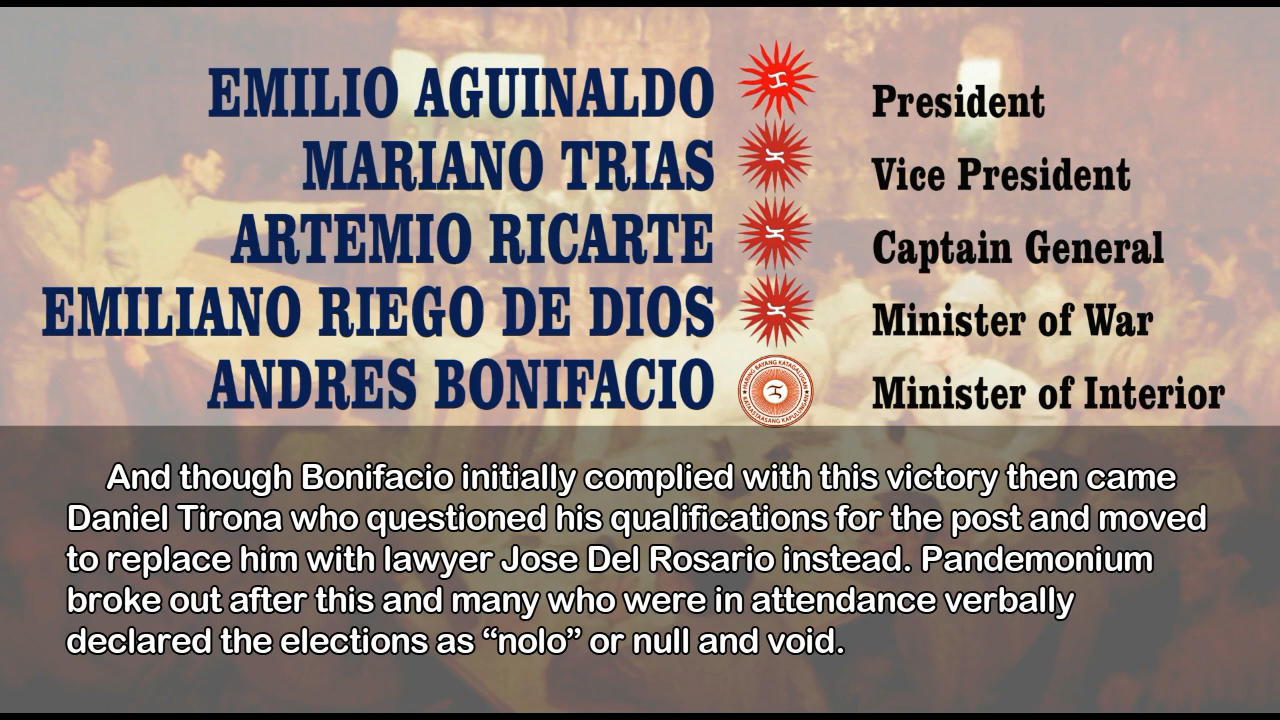 EMILIO AGUINALDO President
MARIANO TRIAS Vice President
ARTEMIO RICARTE Captain General
EMILIANO RIEGO DE DIOS Minister of War
ANDRES BONIFACIO Minister of Interior
And though Bonifacio initially complied with this victory then came
Daniel Tirona who questioned his qualifications for the post and moved
to replace him with lawyer Jose Del Rosario instead. Pandemonium
broke out after this and many who were in attendance verbally
declared the elections as “nolo” or null and void.